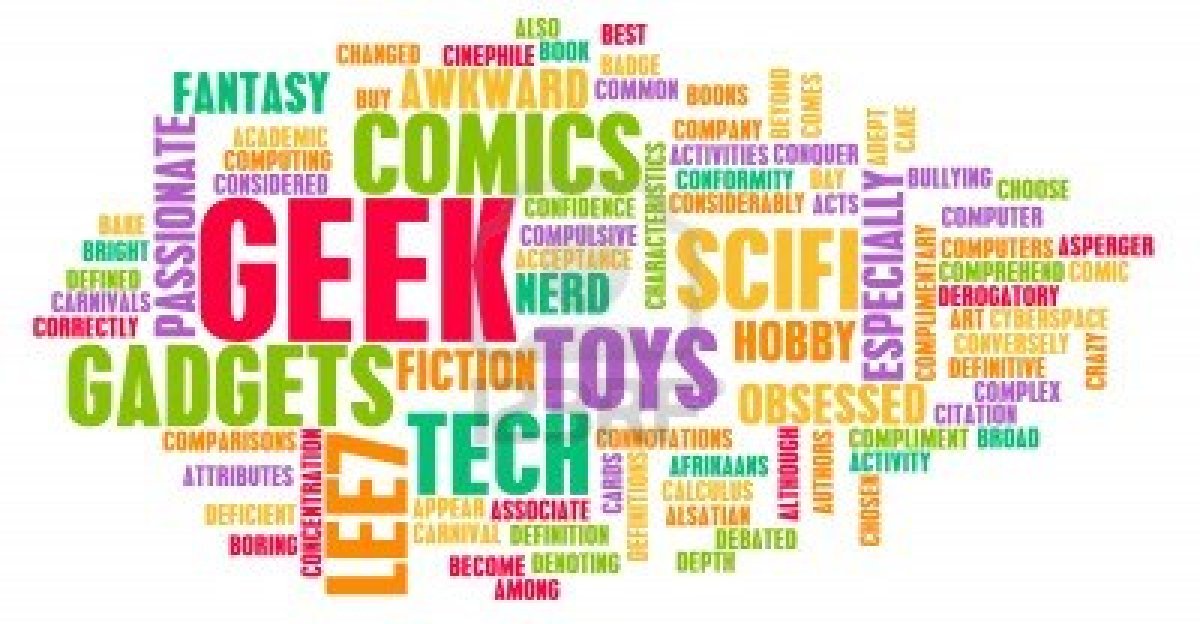 ALSO
BEST
CHANGED
CINEPHILE
BOOK
BADGE
FANTASY
BUY
AWKWARD
COMMON
BOOKS
BEYOND
COMES
ADEPT
CAKE
PASSIONATE
ACADEMIC
COMPUTING
CONSIDERED
COMICS
CHARACTERISTICS
COMPANY
ACTIVITIES
CONQUER
CONFORMITY
DAY
CONSIDERABLY
ACTS
ESPECIALLY
BULLYING
CHOOSE
COMPUTER
BAKE
BRIGHT
DEFINED
CARNIVALS
CORRECTLY
GEEK
CONFIDENCE
COMPULSIVE
ACCEPTANCE
NERD
SCIFI
COMPLIMENTARY
COMPUTERS
ASPERGER
COMPREHEND
COMIC
DEROGATORY
ART
CYBERSPACE
CONVERSELY
CRAZY
DEFINITIVE
COMPLEX
CITATION
GADGETS
FICTION
TOYS
HOBBY
OBSESSED
COMPARISONS
ATTRIBUTES
DEFICIENT
BORING
CONCENTRATION
LEE7
TECH
CONNOTATIONS
CARDS
DEFINITIONS
AFRIKAANS
CALCULUS
ALSATIAN
ALTHOUGH
AUTHORS
COMPLIMENT
BROAD
ACTIVITY
CHOSEN
APPEAR
ASSOCIATE
CARNIVAL
DEFINITION
DEBATED
BECOME
DENOTING
DEPTH
AMONG